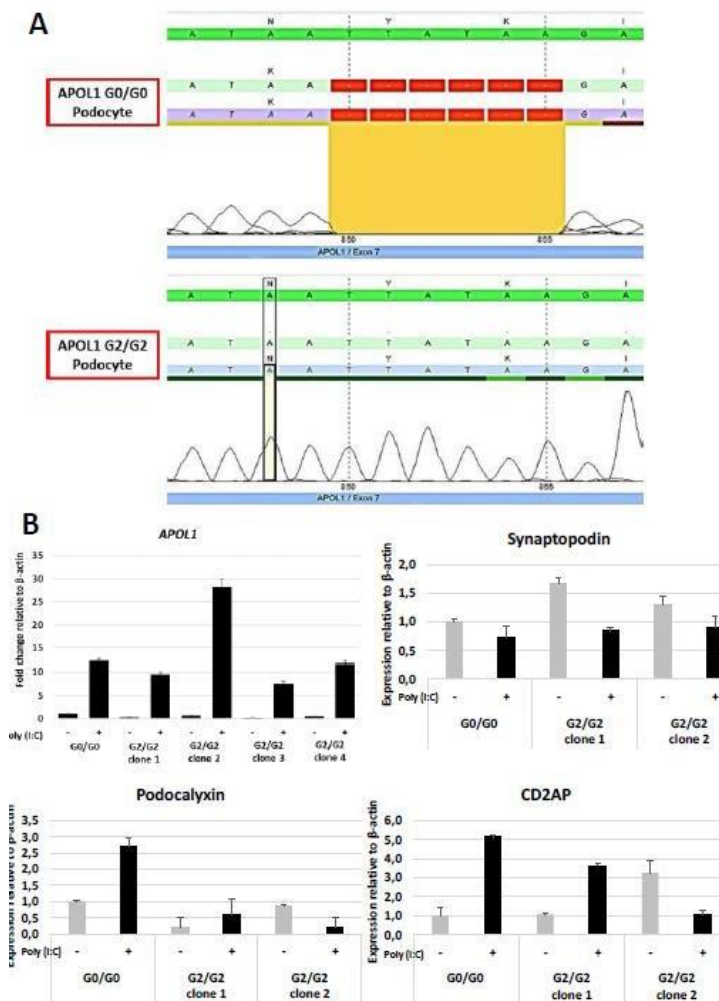 A
N Y K I
A T A A T T A T A A G A
K I
APOL1 G0/G0
Podocyte
A T A A - - - - - - G A
K I
A T A A - - - - - - G A
850 855
APOL1 / Exon 7
N Y K I
A T A A T T A T A A G A
APOL1 G2/G2
Podocyte
A T A A T T A T A A G A
N Y K I
A T A A T T A T A A G A
850 855
APOL1 / Exon 7
B
APOL1
Fold change relative to β-actin
35
30
25
20
15
10
5
0
oly (I:C) - + - + - + - + - +
G0/G0 G2/G2 G2/G2 G2/G2 G2/G2
clone 1 clone 2 clone 3 clone 4
Synaptopodin
Expression relative to β-actin
2,0
1,5
1,0
0,5
0,0
Poly (I:C) - + - + - +
G0/G0 G2/G2 G2/G2
clone 1 clone 2
Podocalyxin
Expression relative to β-actin
3,5
3,0
2,5
2,0
1,5
1,0
0,5
0,0
Poly (I:C) - + - + - +
G0/G0 G2/G2 G2/G2
clone 1 clone 2
CD2AP
Expression relative to β-actin
6,0
5,0
4,0
3,0
2,0
1,0
0,0
Poly (I:C) - + - + - +
G0/G0 G2/G2 G2/G2
clone 1 clone 2